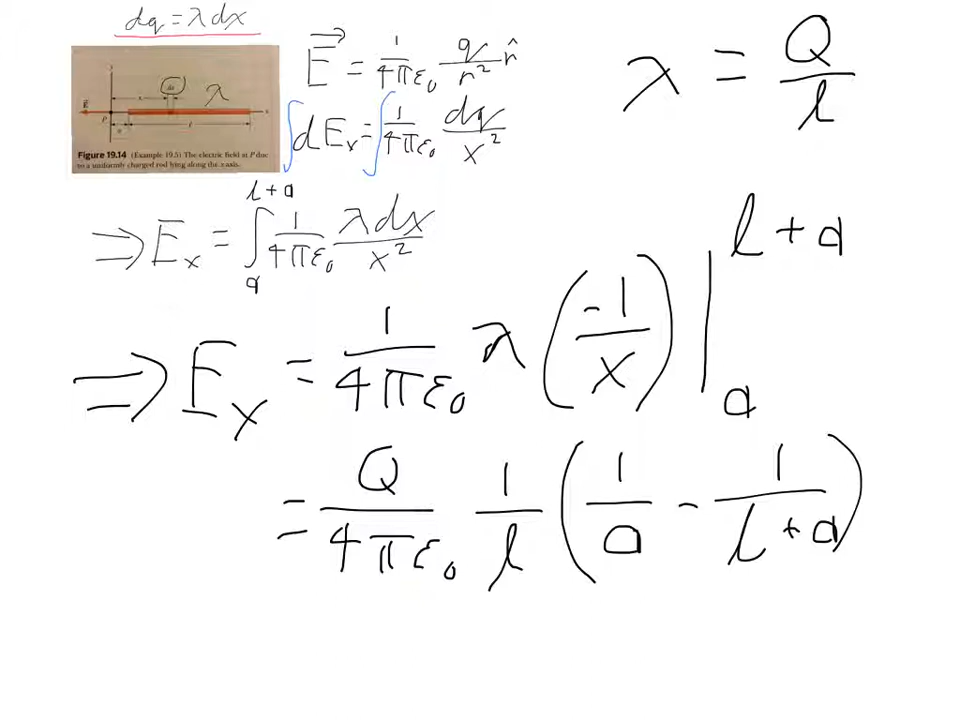 dq = λdx
λ = Q/l
E⃗ = 1/4πε₀ q/r² r̂
λ
∫dEₓ = ∫ 1/4πε₀ dq/x²
Figure 19.14 (Example 19.5) The electric field at P due
to a uniformly charged rod lying along the x axis.
⇒ Eₓ = ∫ₐ^(l+a) 1/4πε₀ λdx/x²
⇒ Eₓ = 1/4πε₀ λ (-1/x) |ₐ^(l+a)
= Q/4πε₀ 1/l (1/a - 1/(l+a))